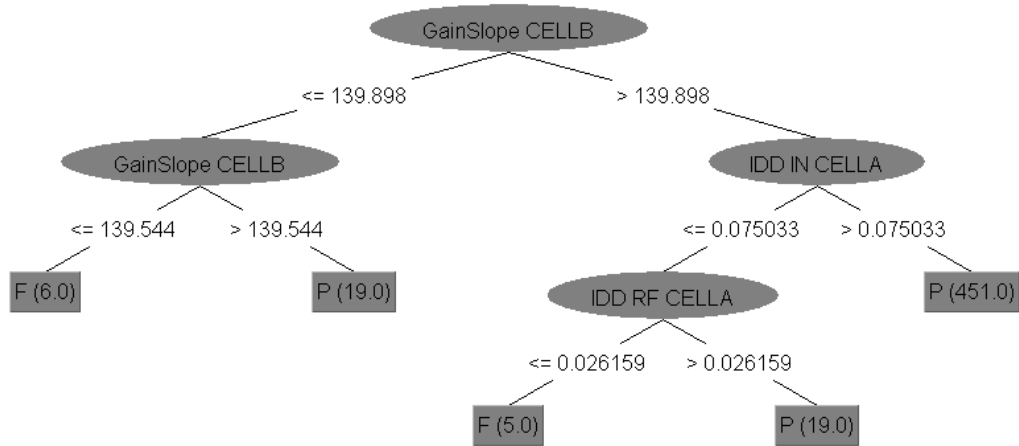 GainSlope CELLB
<= 139.898
> 139.898
GainSlope CELLB
IDD IN CELLA
<= 139.544
> 139.544
<= 0.075033
> 0.075033
F (6.0)
P (19.0)
IDD RF CELLA
P (451.0)
<= 0.026159
> 0.026159
F (5.0)
P (19.0)